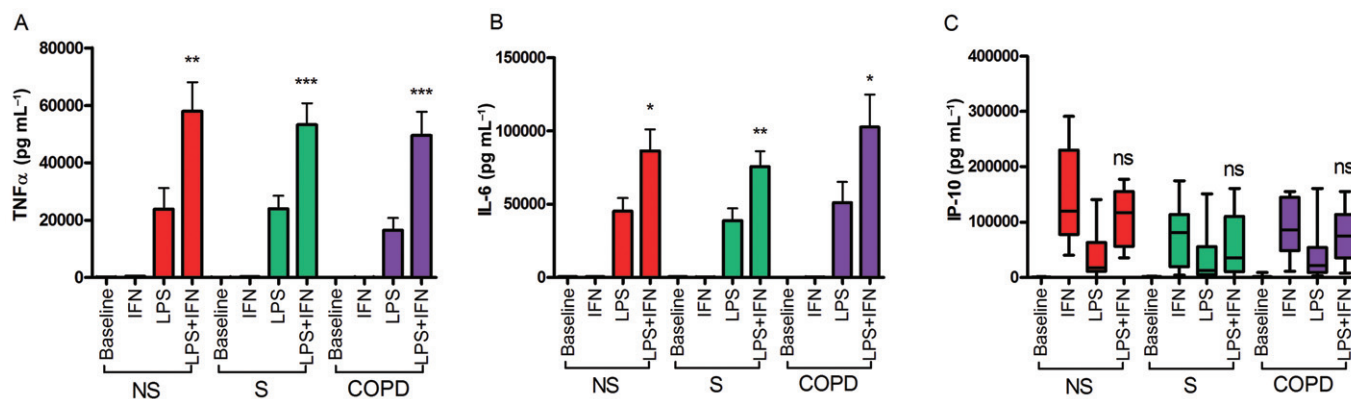 A
TNFα (pg mL−1)
80000
60000
40000
20000
0
**
***
***
Baseline
IFN
LPS
LPS+IFN
Baseline
IFN
LPS
LPS+IFN
Baseline
IFN
LPS
LPS+IFN
NS
S
COPD
B
IL-6 (pg mL−1)
150000
100000
50000
0
*
**
*
Baseline
IFN
LPS
LPS+IFN
Baseline
IFN
LPS
LPS+IFN
Baseline
IFN
LPS
LPS+IFN
NS
S
COPD
C
IP-10 (pg mL−1)
400000
300000
200000
100000
0
ns
ns
ns
Baseline
IFN
LPS
LPS+IFN
Baseline
IFN
LPS
LPS+IFN
Baseline
IFN
LPS
LPS+IFN
NS
S
COPD